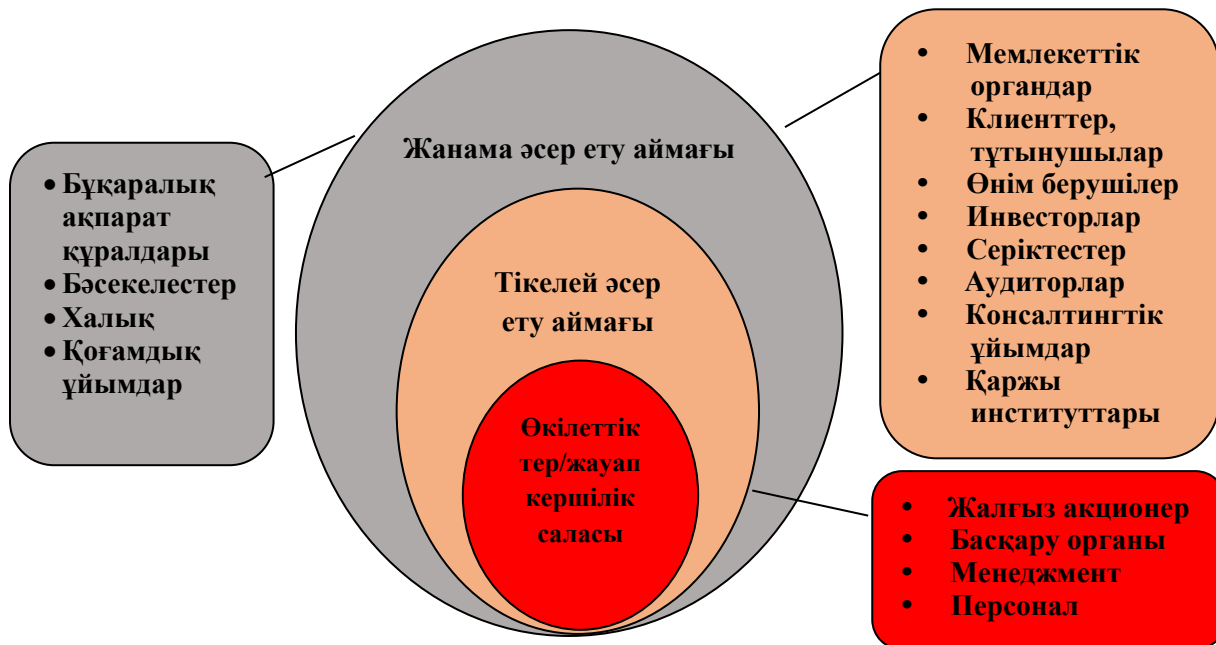 Жанама әсер ету аймағы
Тікелей әсер
ету аймағы
Өкілеттік
тер/жауап
кершілік
саласы
• Бұқаралық
ақпарат
құралдары
• Бәсекелестер
• Халық
• Қоғамдық
ұйымдар
• Мемлекеттік
органдар
• Клиенттер,
тұтынушылар
• Өнім берушілер
• Инвесторлар
• Серіктестер
• Аудиторлар
• Консалтингтік
ұйымдар
• Қаржы
институттары
• Жалғыз акционер
• Басқару органы
• Менеджмент
• Персонал